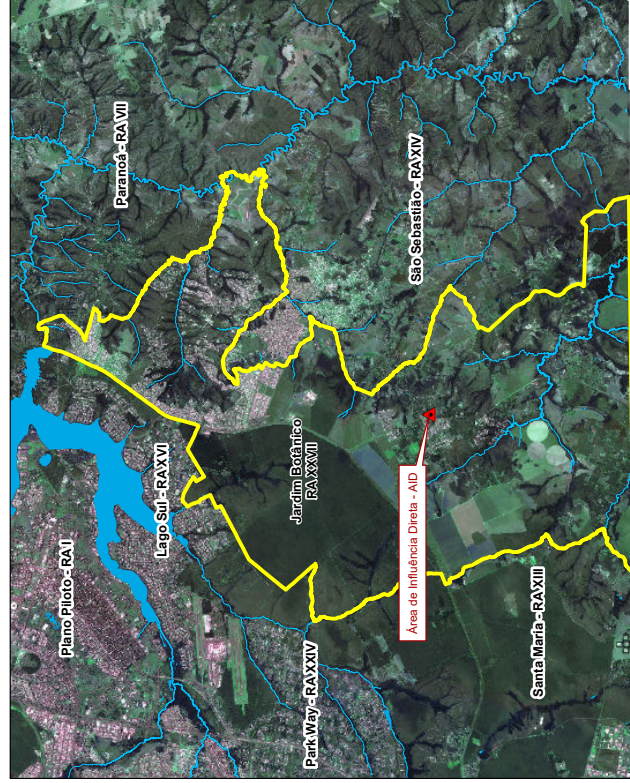 Paranoá - RA VII
São Sebastião - RA XIV
Plano Piloto - RA I
Lago Sul - RA XVI
Jardim Botânico
RA XXVII
Área de Influência Direta - AID
Park Way - RA XXIV
Santa Maria - RA XIII